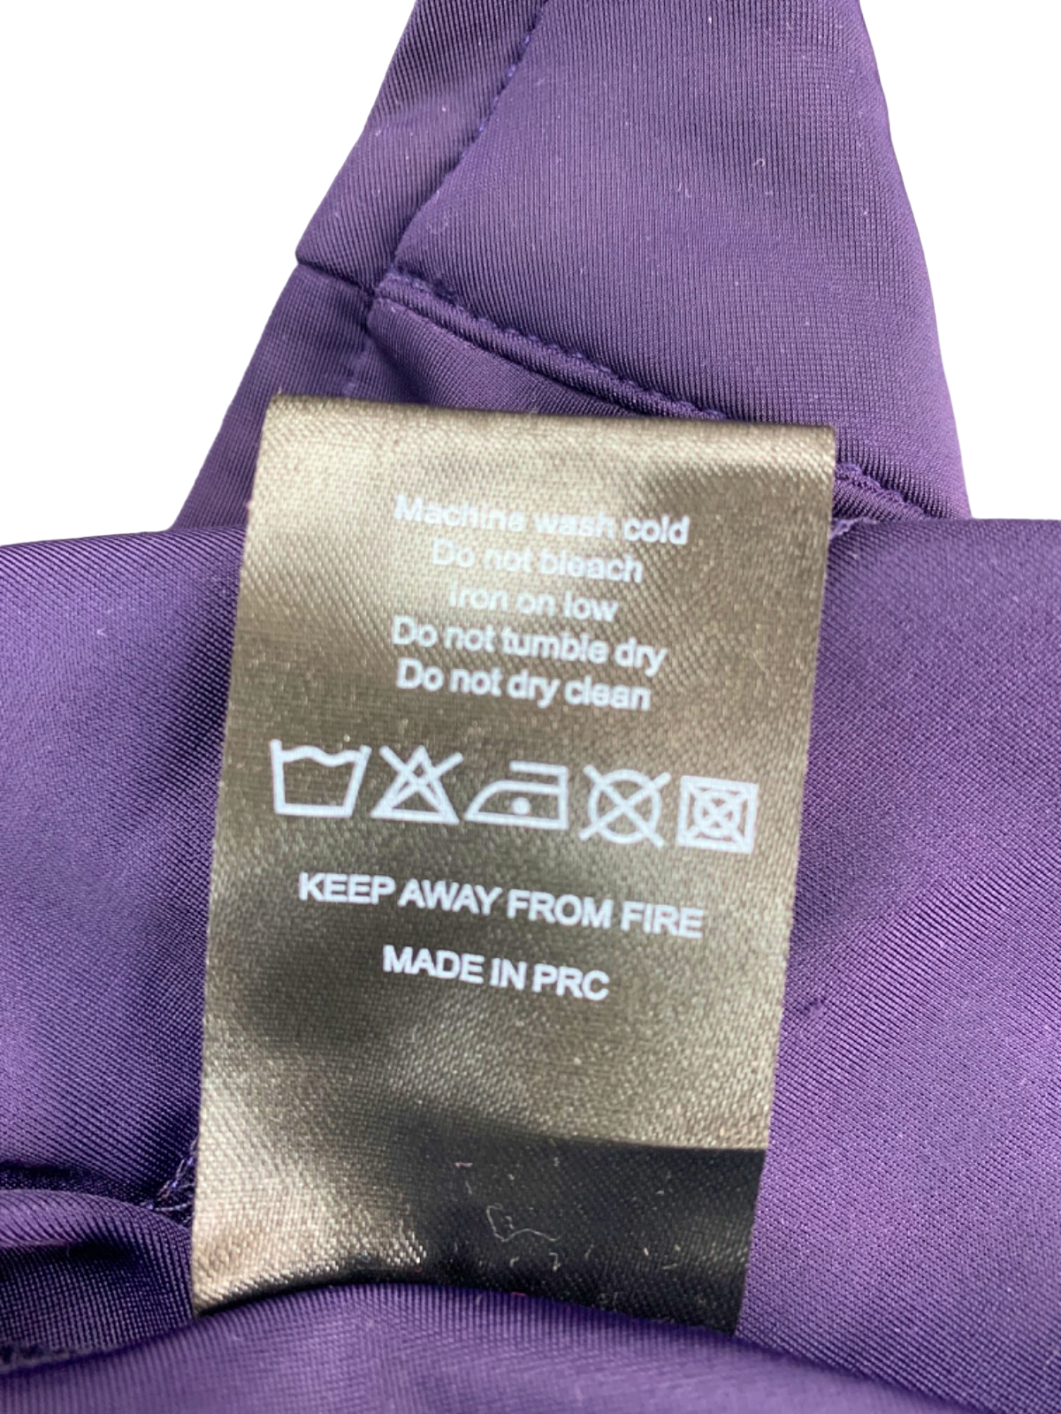 Machine wash cold
Do not bleach
Iron on low
Do not tumble dry
Do not dry clean
KEEP AWAY FROM FIRE
MADE IN PRC